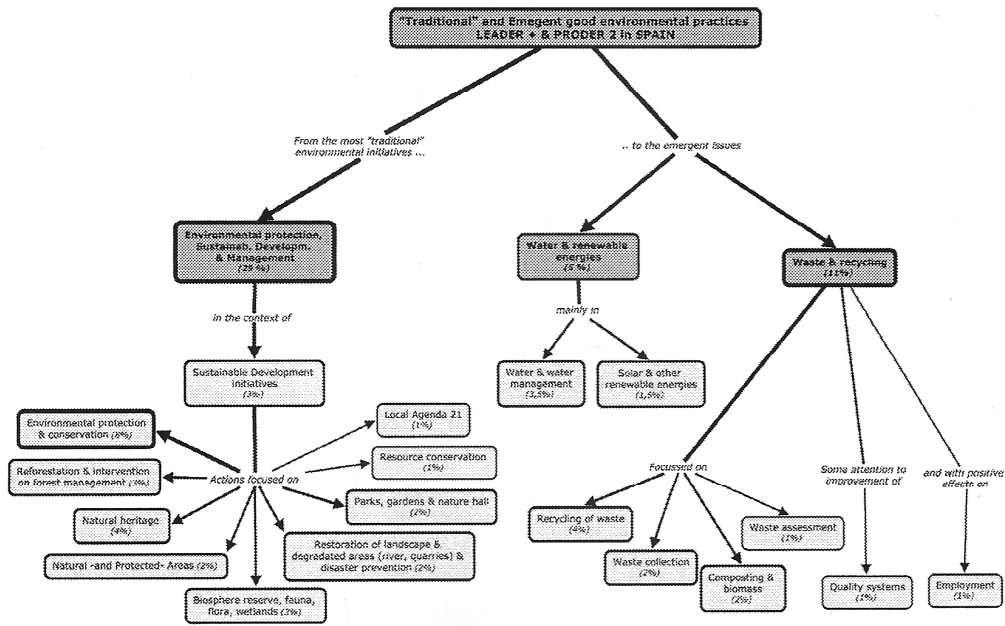 "Traditional" and Emegent good environmental practices
LEADER + & PRODER 2 in SPAIN
From the most "traditional"
environmental initiatives ...
.. to the emergent issues
Environmental protection,
Sustainab. Developm.
& Management
(29 %)
Water & renewable
energies
(5 %)
Waste & recycling
(11%)
in the context of
mainly in
Sustainable Development
initiatives
(3%)
Water & water
management
(3,5%)
Solar & other
renewable energies
(1,5%)
Environmental protection
& conservation (8%)
Local Agenda 21
(1%)
Reforestation & intervention
on forest management (3%)
Actions focused on
Resource conservation
(1%)
Natural heritage
(4%)
Parks, gardens & nature hall
(2%)
Natural -and Protected- Areas (2%)
Restoration of landscape &
degradated areas (river, quarries) &
disaster prevention (2%)
Biosphere reserve, fauna,
flora, wetlands (3%)
Focussed on
Some attention to
improvement of
and with positive
effects on
Recycling of waste
(4%)
Waste assessment
(1%)
Waste collection
(2%)
Composting &
biomass
(2%)
Quality systems
(1%)
Employment
(1%)